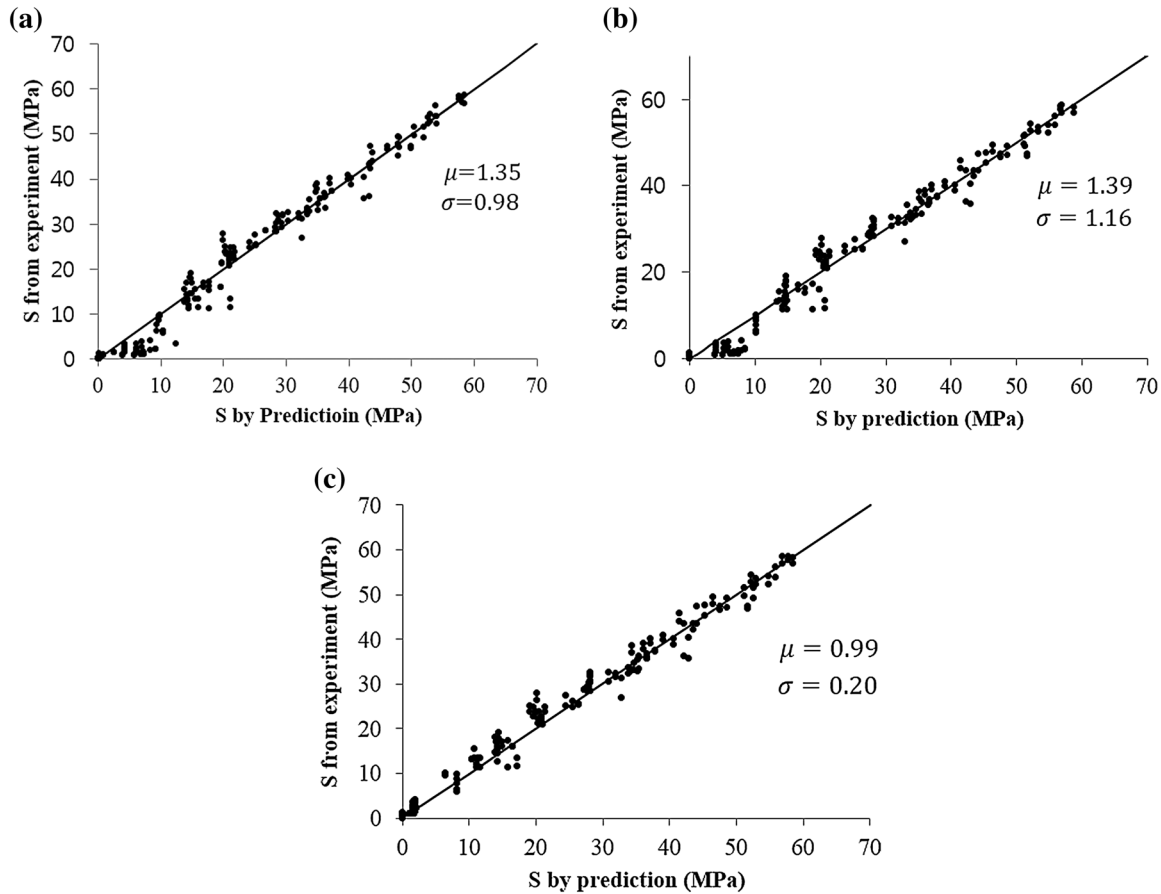 (a)
70
60
50
40
30
20
10
0
S from experiment (MPa)
μ=1.35
σ=0.98
0 10 20 30 40 50 60 70
S by Predictioin (MPa)
(b)
60
40
20
0
S from experiment (MPa)
μ = 1.39
σ = 1.16
0 10 20 30 40 50 60 70
S by prediction (MPa)
(c)
70
60
50
40
30
20
10
0
S from experiment (MPa)
μ = 0.99
σ = 0.20
0 10 20 30 40 50 60 70
S by prediction (MPa)